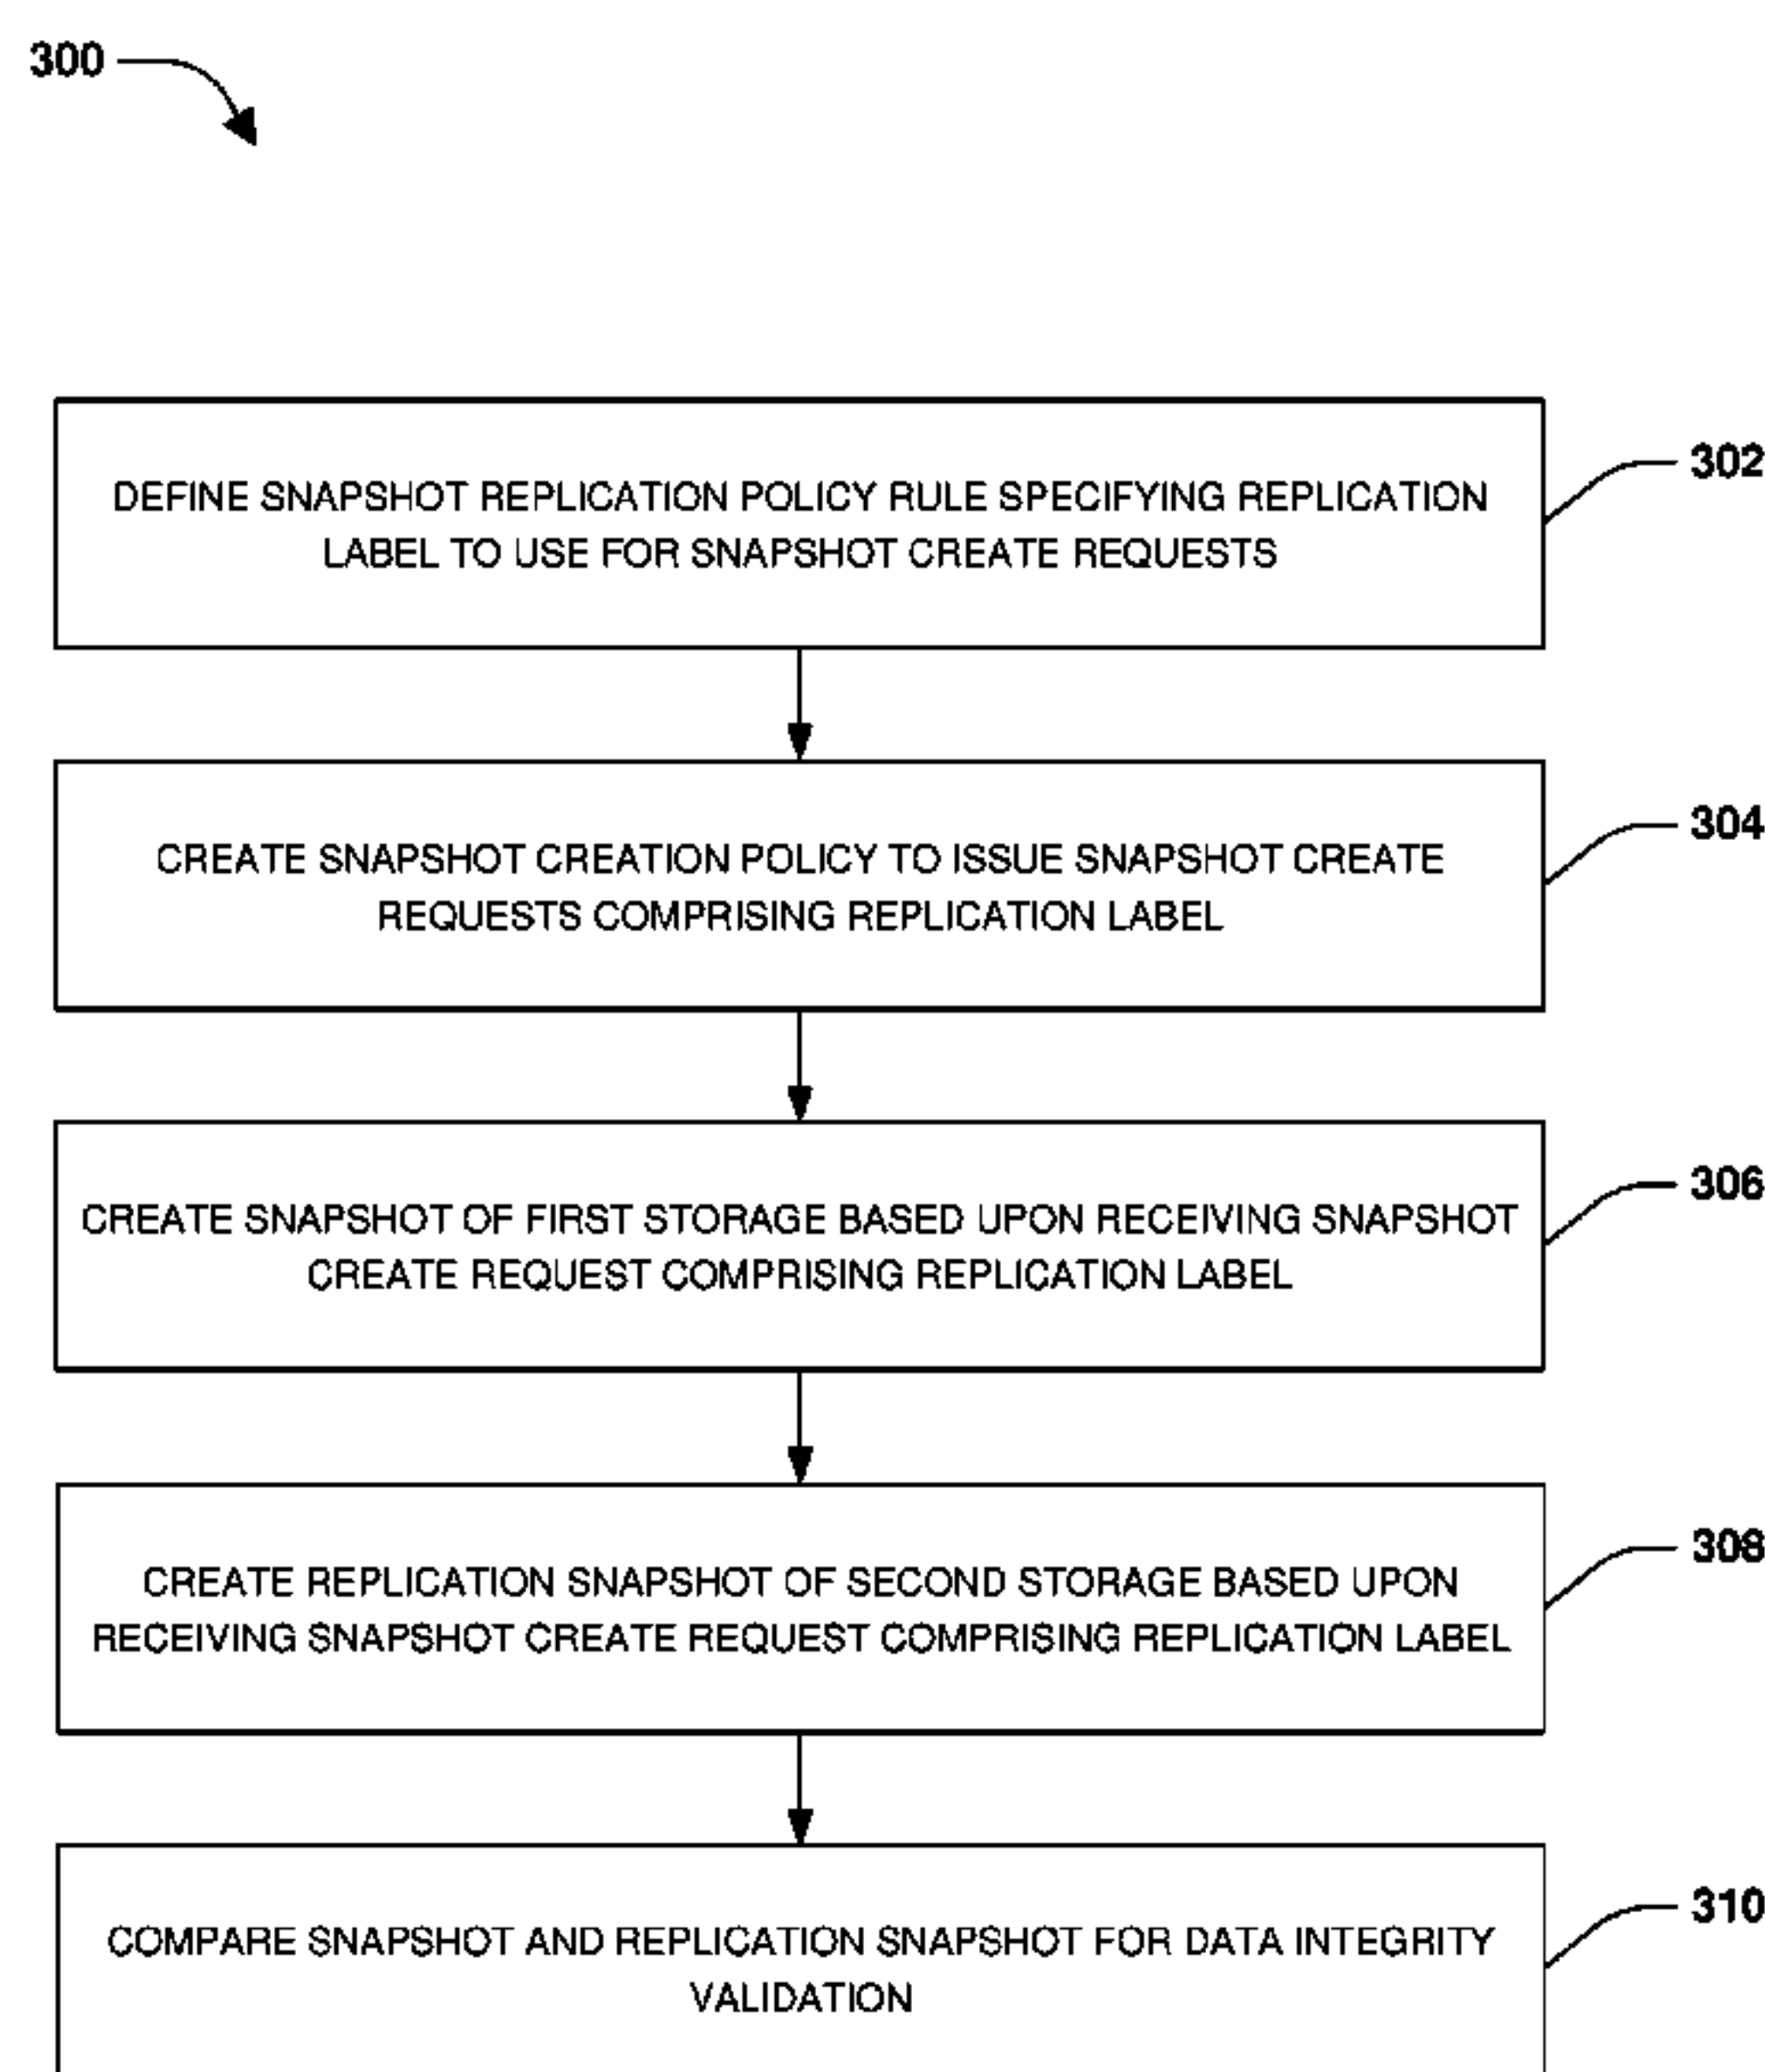 300
DEFINE SNAPSHOT REPLICATION POLICY RULE SPECIFYING REPLICATION
LABEL TO USE FOR SNAPSHOT CREATE REQUESTS
302
CREATE SNAPSHOT CREATION POLICY TO ISSUE SNAPSHOT CREATE
REQUESTS COMPRISING REPLICATION LABEL
304
CREATE SNAPSHOT OF FIRST STORAGE BASED UPON RECEIVING SNAPSHOT
CREATE REQUEST COMPRISING REPLICATION LABEL
306
CREATE REPLICATION SNAPSHOT OF SECOND STORAGE BASED UPON
RECEIVING SNAPSHOT CREATE REQUEST COMPRISING REPLICATION LABEL
308
COMPARE SNAPSHOT AND REPLICATION SNAPSHOT FOR DATA INTEGRITY
VALIDATION
310